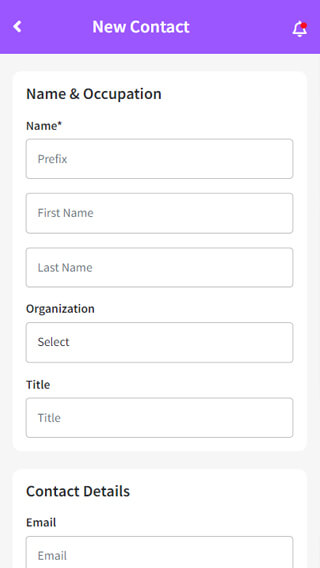 New Contact
Name & Occupation
Name*
Prefix
First Name
Last Name
Organization
Select
Title
Title
Contact Details
Email
Email